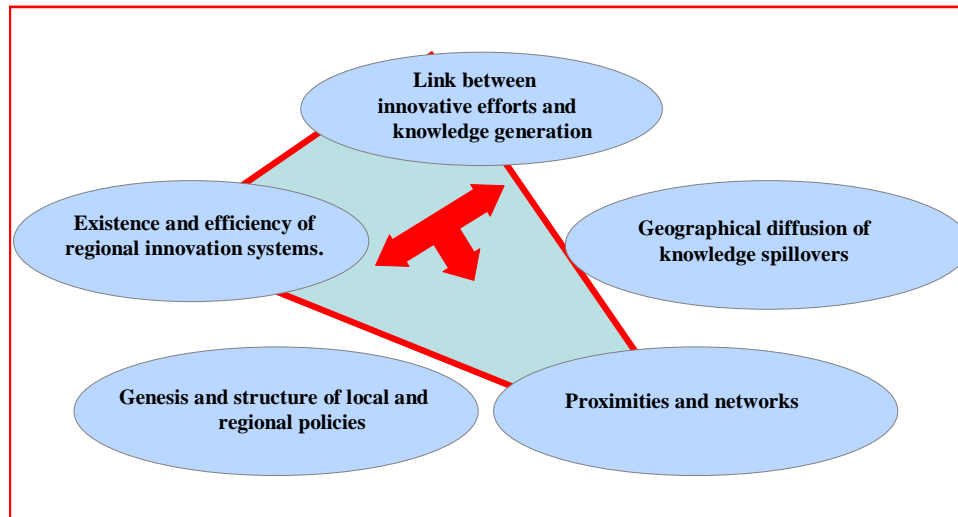 Link between
innovative efforts and
knowledge generation
Existence and efficiency of
regional innovation systems.
Geographical diffusion of
knowledge spillovers
Genesis and structure of local and
regional policies
Proximities and networks